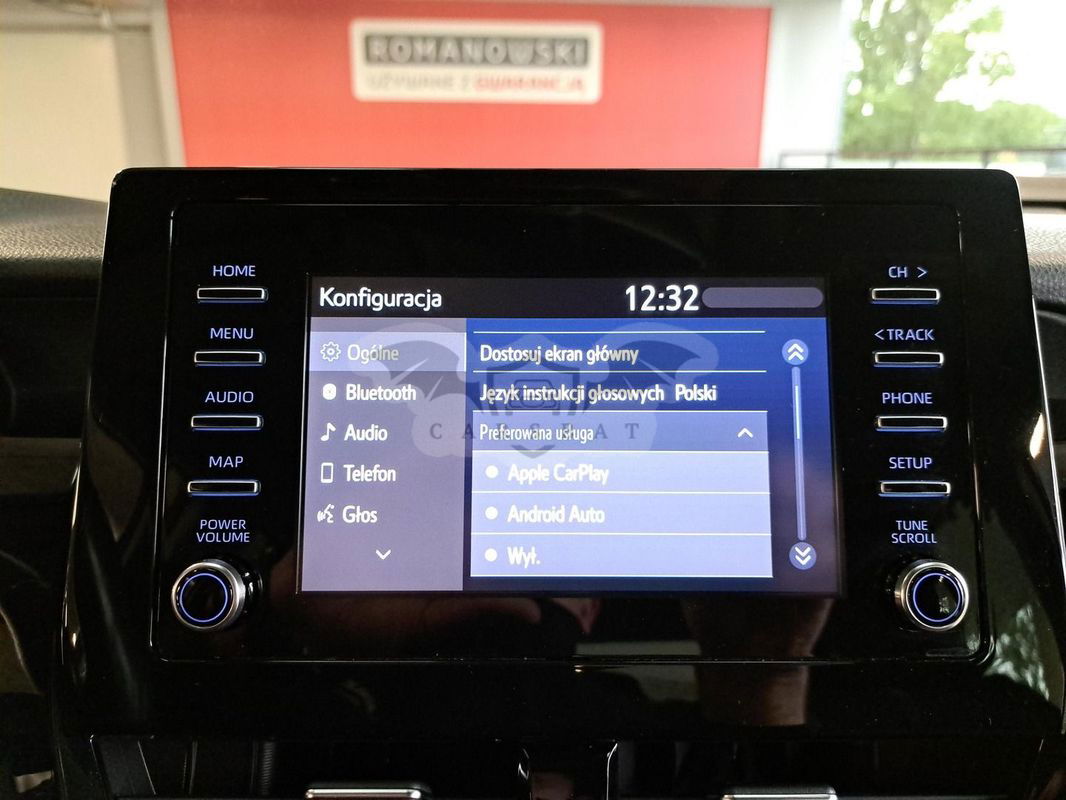 ROMANOWSKI
UŻYWANE Z GWARANCJĄ
HOME
MENU
AUDIO
MAP
POWER
VOLUME
Konfiguracja 12:32
Ogólne
Bluetooth
Audio
Telefon
Głos
Dostosuj ekran główny
Język instrukcji głosowych Polski
Preferowana usługa
Apple CarPlay
Android Auto
Wył.
CARSEAT
CH >
< TRACK
PHONE
SETUP
TUNE
SCROLL